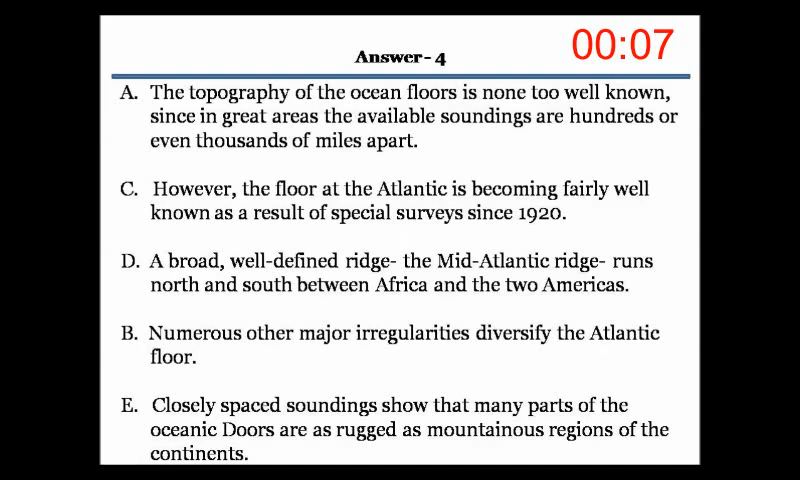 00:07
Answer- 4
A. The topography of the ocean floors is none too well known,
since in great areas the available soundings are hundreds or
even thousands of miles apart.
C. However, the floor at the Atlantic is becoming fairly well
known as a result of special surveys since 1920.
D. A broad, well-defined ridge- the Mid-Atlantic ridge- runs
north and south between Africa and the two Americas.
B. Numerous other major irregularities diversify the Atlantic
floor.
E. Closely spaced soundings show that many parts of the
oceanic Doors are as rugged as mountainous regions of the
continents.